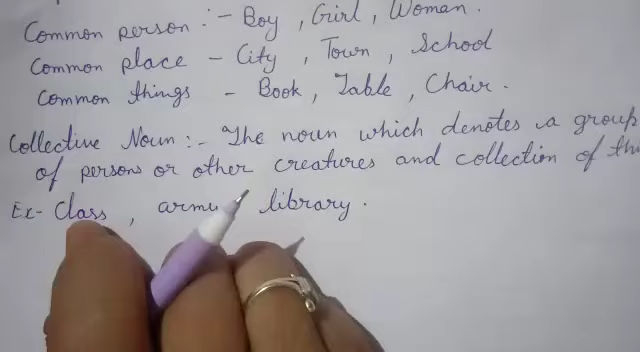 Common person :- Boy , Girl , Woman .
Common place - City , Town , School
Common things - Book , Table , Chair .
Collective Noun :- The noun which denotes a group
of persons or other creatures and collection of
Ex- Class , library .